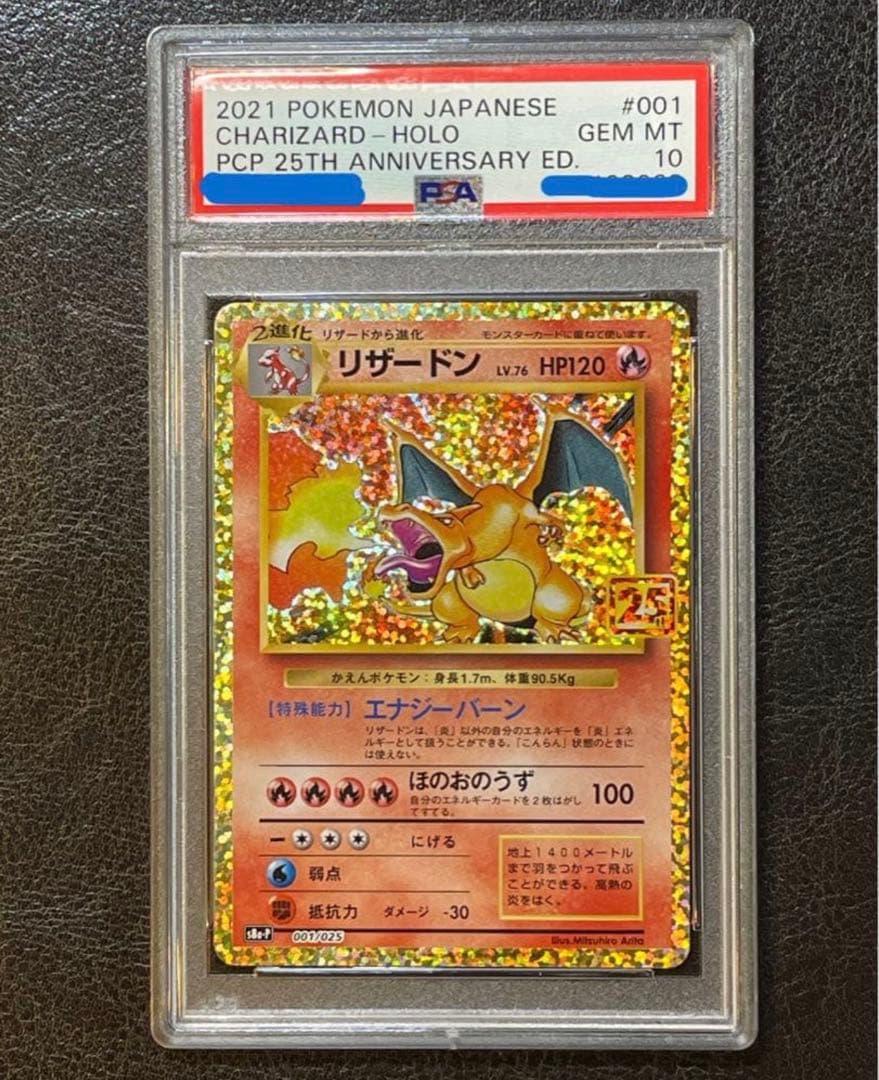 2021 POKEMON JAPANESE #001
CHARIZARD - HOLO GEM MT
PCP 25TH ANNIVERSARY ED. 10
PSA
2進化 リザードから進化 モンスターカードに重ねて使います。
リザードン LV.76 HP120
25th
かえんポケモン：身長1.7m、体重90.5Kg
【特殊能力】 エナジーバーン
リザードンは、「炎」以外の自分のエネルギーを「炎」エネ
ルギーとして扱うことができる。「こんらん」状態のときに
は使えない。
ほのおのうず 100
自分のエネルギーカードを2枚はがし
てすてる。
にげる
弱点
抵抗力 ダメージ -30
地上1400メートル
まで羽をつかって飛ぶ
ことができる。高熱の
炎をはく。
s8a-P 001/025
Illus.Mitsuhiro Arita